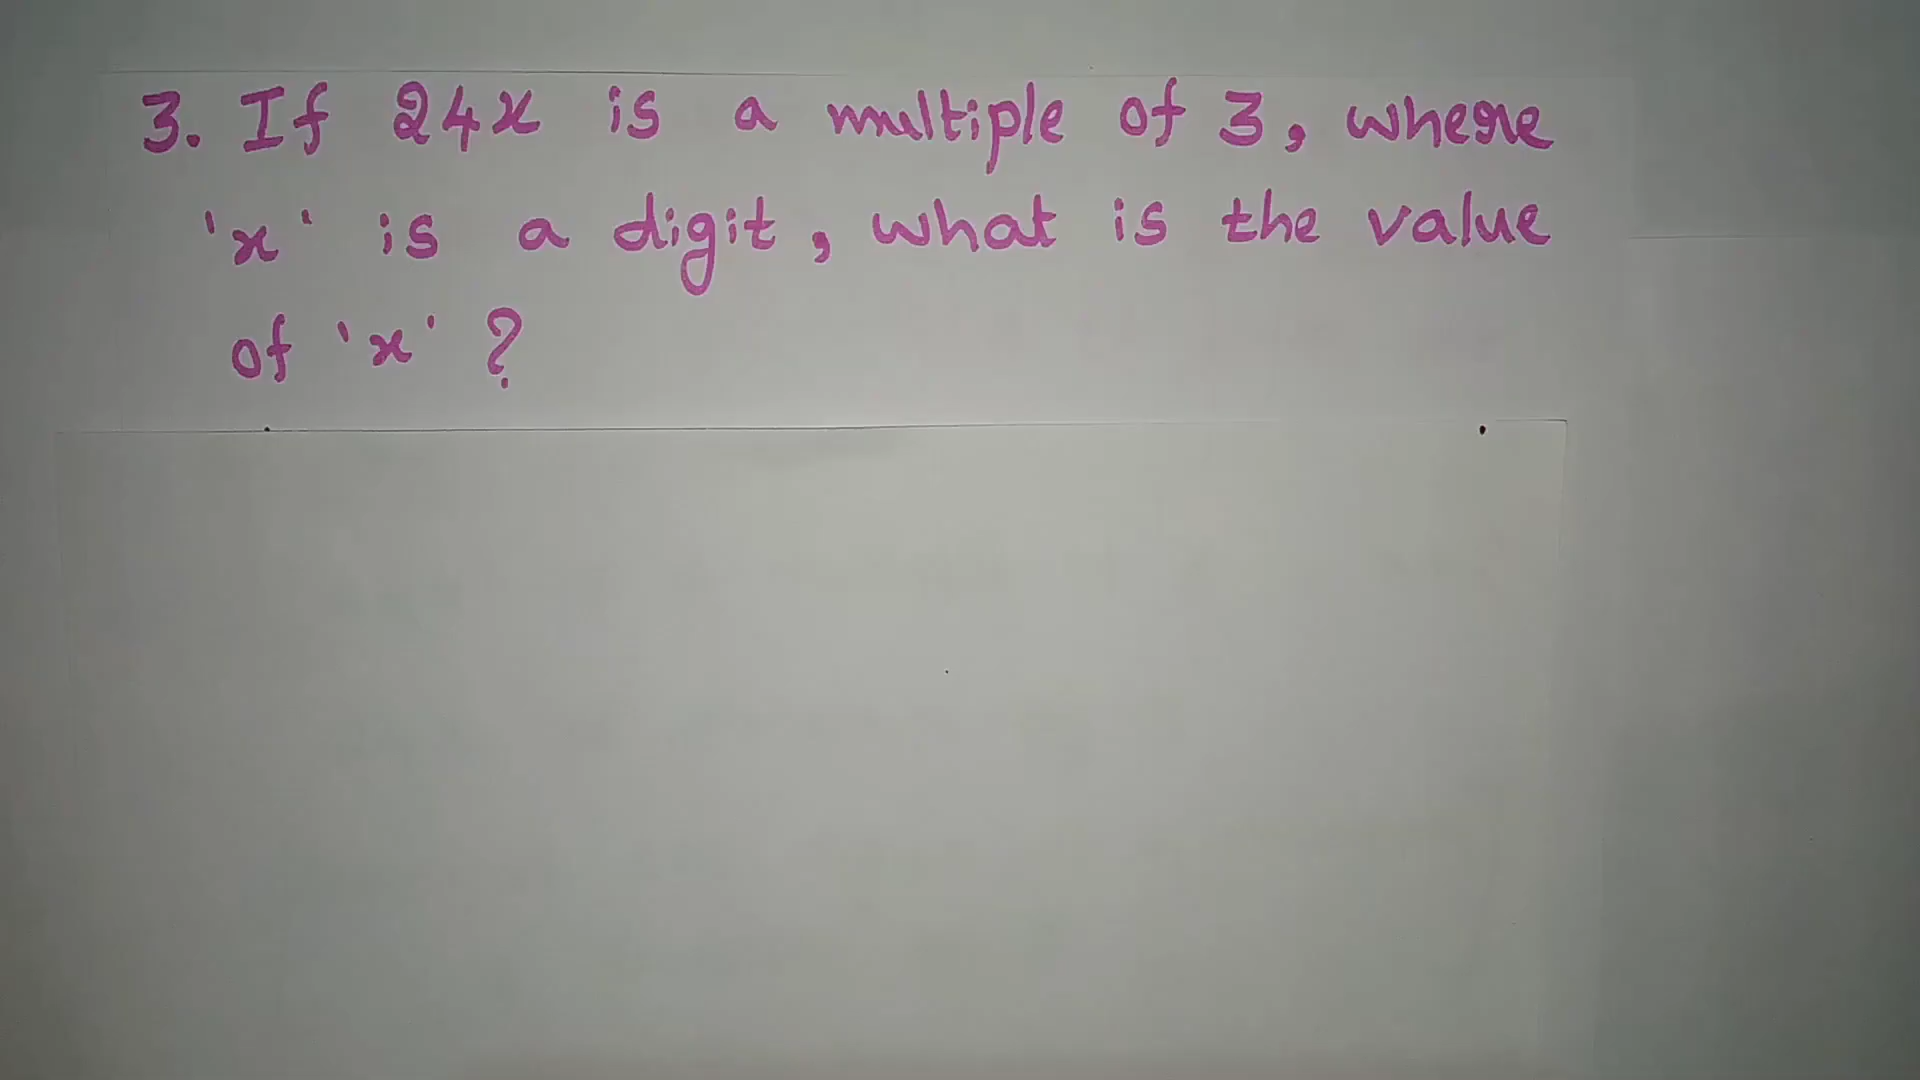 3. If 24x is a multiple of 3, where
'x' is a digit, what is the value
of 'x' ?